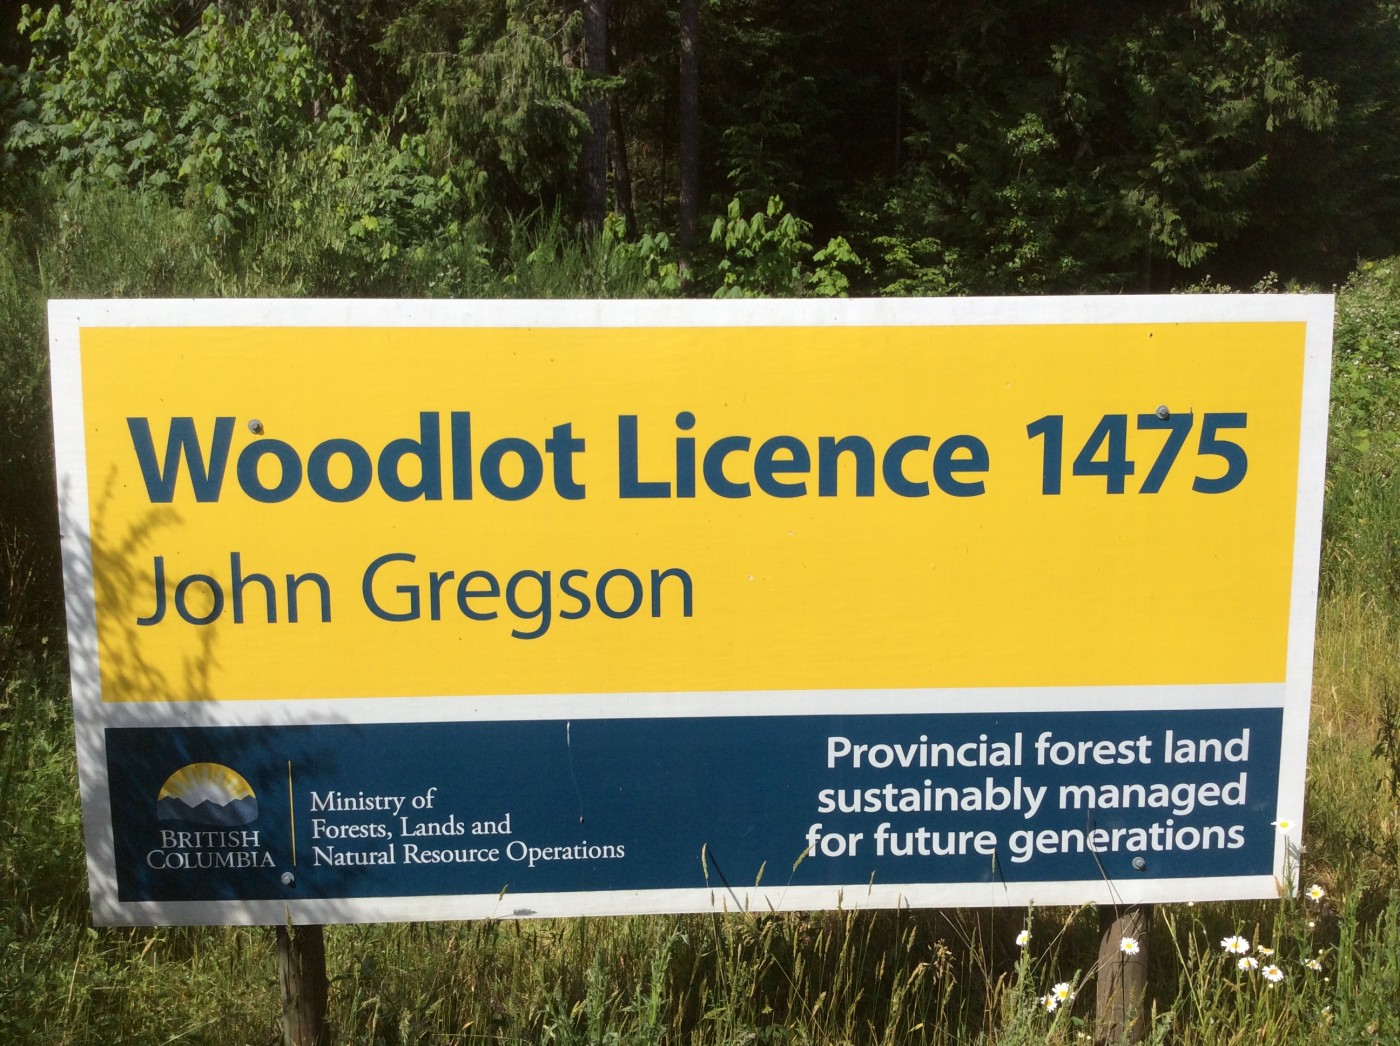 Woodlot Licence 1475
John Gregson
BRITISH
COLUMBIA
Ministry of
Forests, Lands and
Natural Resource Operations
Provincial forest land
sustainably managed
for future generations